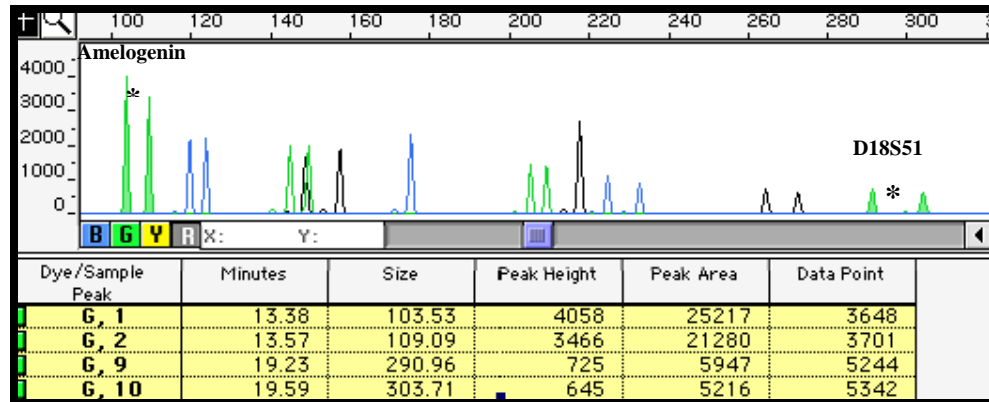 100 120 140 160 180 200 220 240 260 280 300
Amelogenin
4000
*
3000
2000
D18S51
1000
*
0
B G Y R X: Y:
Dye/Sample Peak Minutes Size Peak Height Peak Area Data Point
G, 1 13.38 103.53 4058 25217 3648
G, 2 13.57 109.09 3466 21280 3701
G, 9 19.23 290.96 725 5947 5244
G, 10 19.59 303.71 645 5216 5342